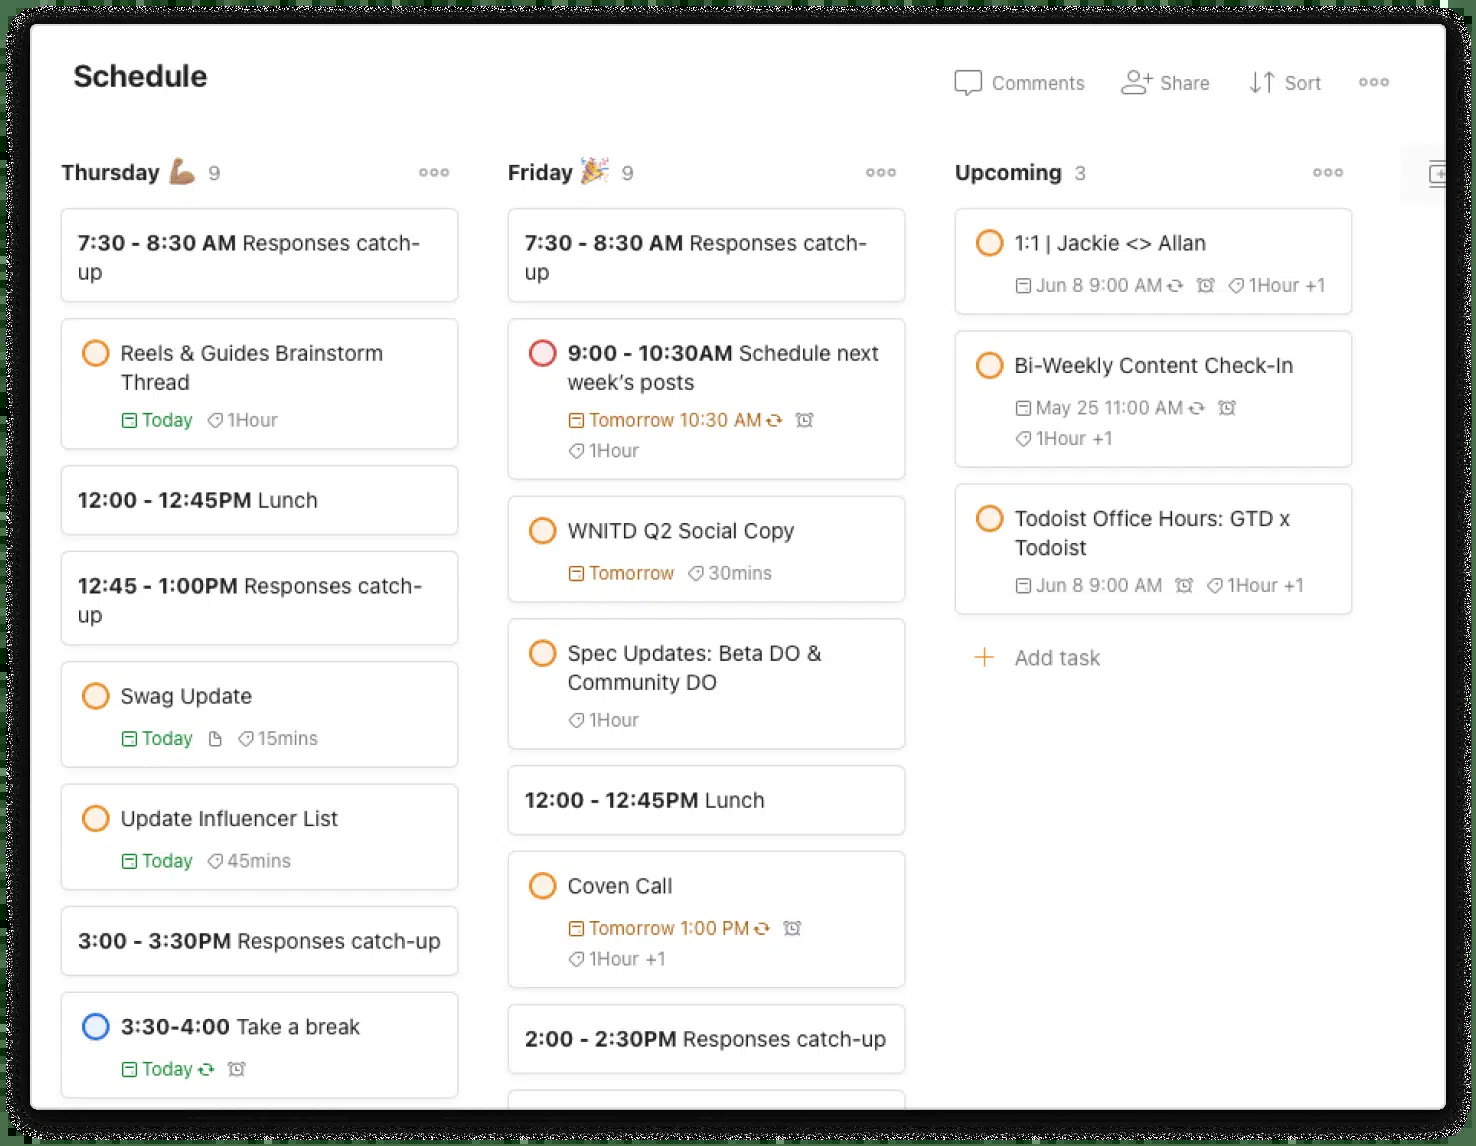 Schedule
Comments
Share
Sort
Thursday 💪🏽 9
7:30 - 8:30 AM Responses catch-
up
Reels & Guides Brainstorm
Thread
Today 1Hour
12:00 - 12:45PM Lunch
12:45 - 1:00PM Responses catch-
up
Swag Update
Today 15mins
Update Influencer List
Today 45mins
3:00 - 3:30PM Responses catch-up
3:30-4:00 Take a break
Today
Friday 🎉 9
7:30 - 8:30 AM Responses catch-
up
9:00 - 10:30AM Schedule next
week's posts
Tomorrow 10:30 AM
1Hour
WNITD Q2 Social Copy
Tomorrow 30mins
Spec Updates: Beta DO &
Community DO
1Hour
12:00 - 12:45PM Lunch
Coven Call
Tomorrow 1:00 PM
1Hour +1
2:00 - 2:30PM Responses catch-up
Upcoming 3
1:1 | Jackie <> Allan
Jun 8 9:00 AM 1Hour +1
Bi-Weekly Content Check-In
May 25 11:00 AM
1Hour +1
Todoist Office Hours: GTD x
Todoist
Jun 8 9:00 AM 1Hour +1
+ Add task